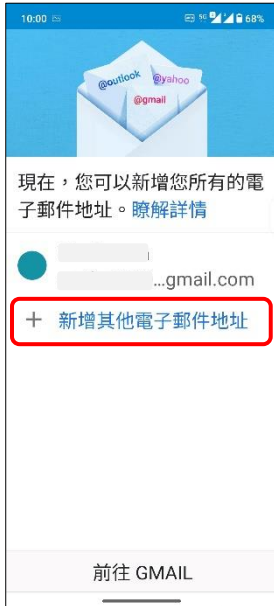 10:00
5G 68%
@outlook @yahoo
@gmail
現在，您可以新增您所有的電
子郵件地址。瞭解詳情
...gmail.com
+ 新增其他電子郵件地址
前往 GMAIL